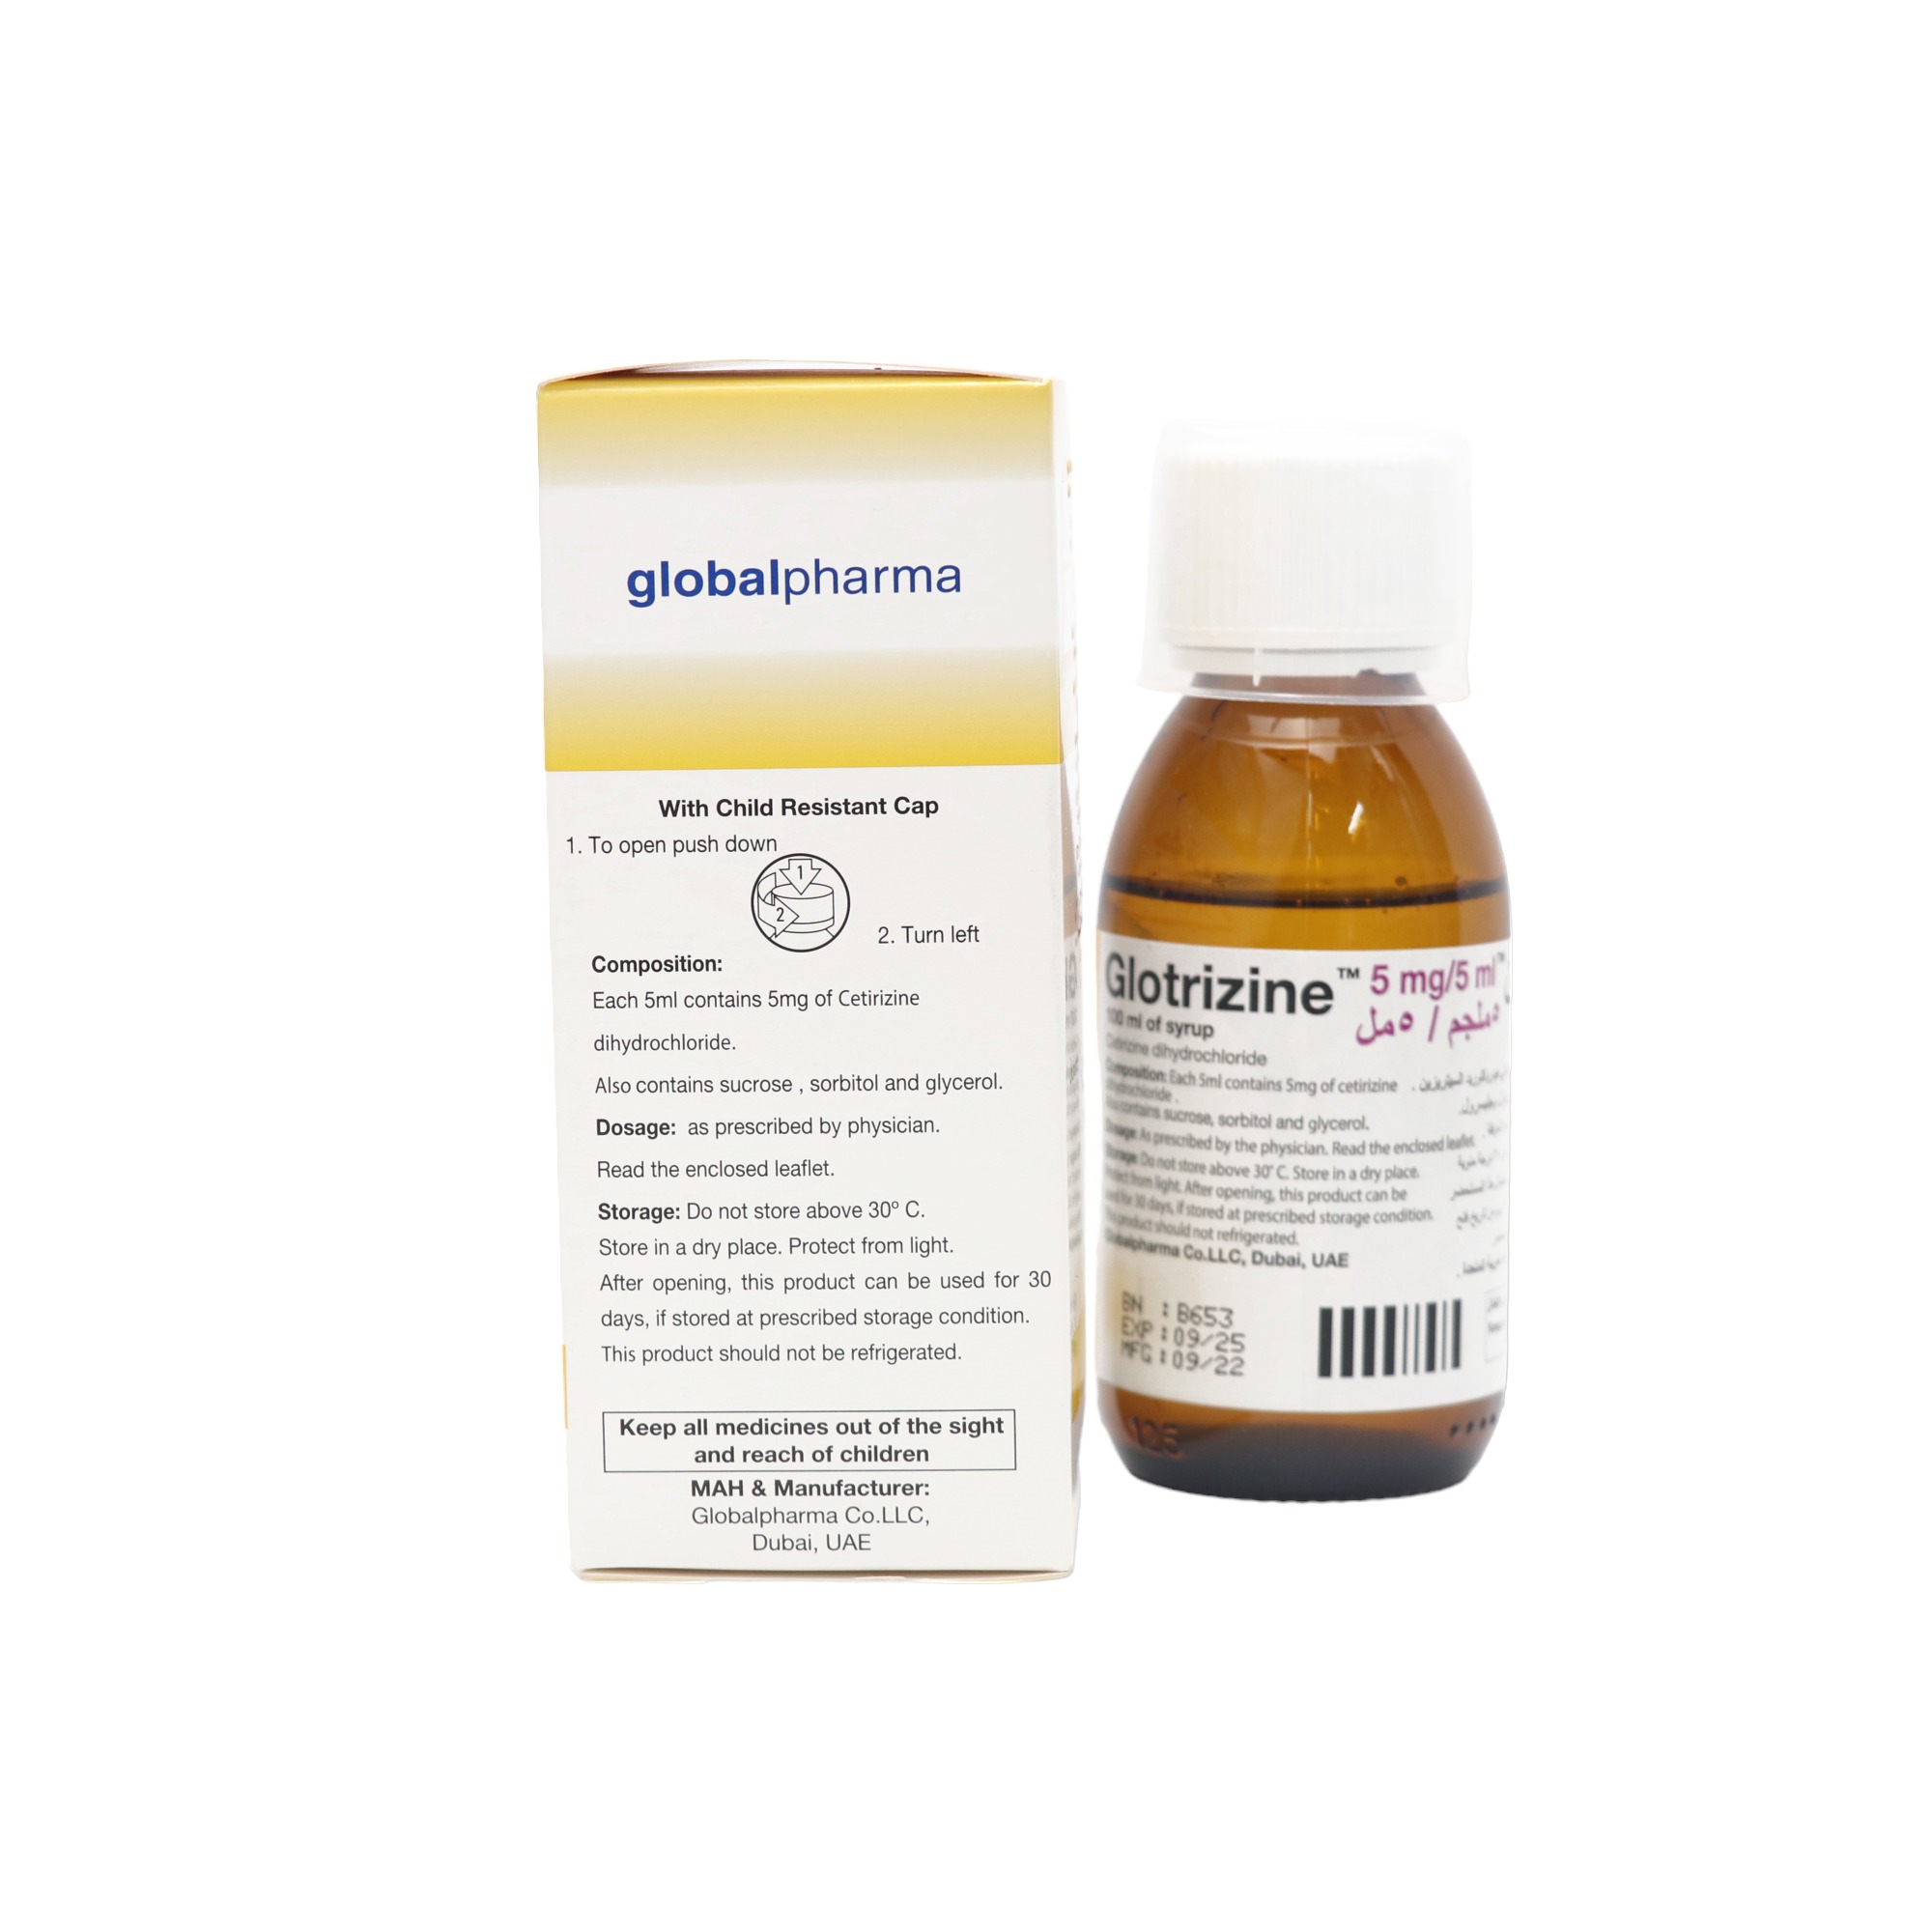 globalpharma
With Child Resistant Cap
1. To open push down
1
2
2. Turn left
Composition:
Each 5ml contains 5mg of Cetirizine
dihydrochloride.
Also contains sucrose , sorbitol and glycerol.
Dosage: as prescribed by physician.
Read the enclosed leaflet.
Storage: Do not store above 30º C.
Store in a dry place. Protect from light.
After opening, this product can be used for 30
days, if stored at prescribed storage condition.
This product should not be refrigerated.
Keep all medicines out of the sight
and reach of children
MAH & Manufacturer:
Globalpharma Co.LLC,
Dubai, UAE
Glotrizine™ 5 mg/5 ml
٥ملجم / ٥مل
100 ml of syrup
Cetirizine dihydrochloride
Composition: Each 5ml contains 5mg of cetirizine
dihydrochloride .
Also contains sucrose, sorbitol and glycerol.
Dosage: As prescribed by the physician. Read the enclosed leaflet.
Storage: Do not store above 30° C. Store in a dry place.
Protect from light. After opening, this product can be
used for 30 days, if stored at prescribed storage condition.
This product should not refrigerated.
Globalpharma Co.LLC, Dubai, UAE
BN : B653
EXP : 09/25
MFG : 09/22